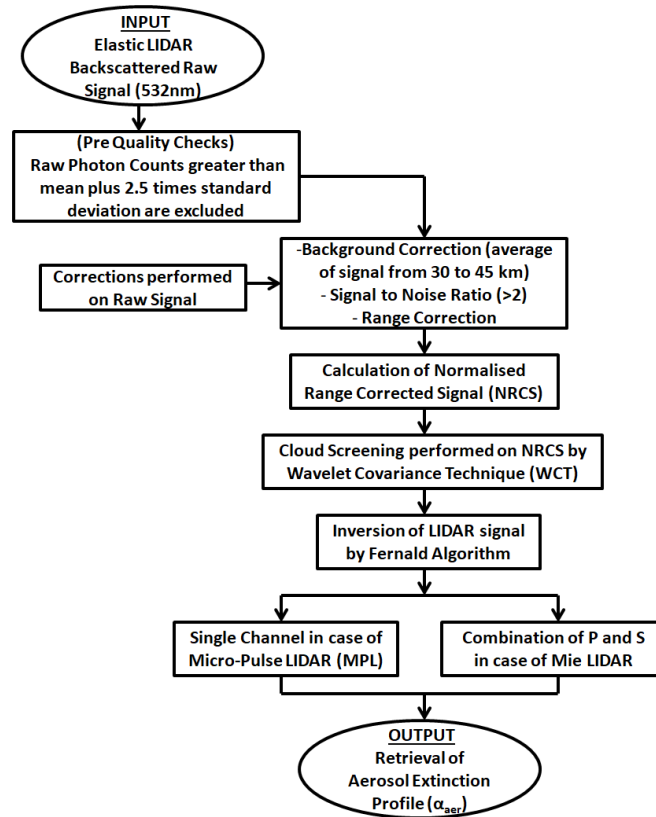 INPUT
Elastic LIDAR
Backscattered Raw
Signal (532nm)
(Pre Quality Checks)
Raw Photon Counts greater than
mean plus 2.5 times standard
deviation are excluded
Corrections performed
on Raw Signal
-Background Correction (average
of signal from 30 to 45 km)
- Signal to Noise Ratio (>2)
- Range Correction
Calculation of Normalised
Range Corrected Signal (NRCS)
Cloud Screening performed on NRCS by
Wavelet Covariance Technique (WCT)
Inversion of LIDAR signal
by Fernald Algorithm
Single Channel in case of
Micro-Pulse LIDAR (MPL)
Combination of P and S
in case of Mie LIDAR
OUTPUT
Retrieval of
Aerosol Extinction
Profile (αaer)